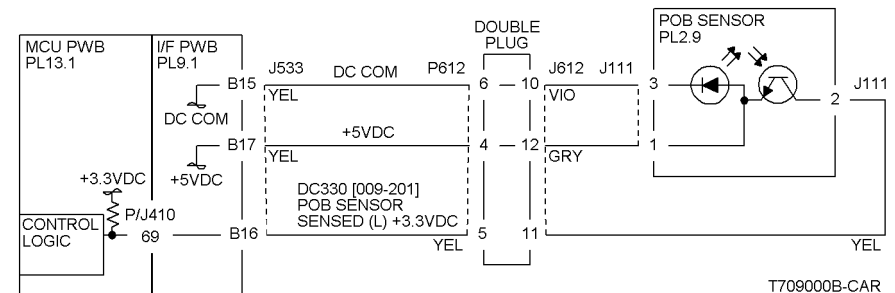 MCU PWB
PL13.1
I/F PWB
PL9.1
B15
J533
DC COM
P612
DOUBLE
PLUG
6
10
J612
J111
POB SENSOR
PL2.9
3
2
J111
YEL
VIO
DC COM
B17
+5VDC
4
12
1
YEL
GRY
+3.3VDC
+5VDC
DC330 [009-201]
POB SENSOR
SENSED (L) +3.3VDC
P/J410
CONTROL
LOGIC
69
B16
5
11
YEL
YEL
T709000B-CAR